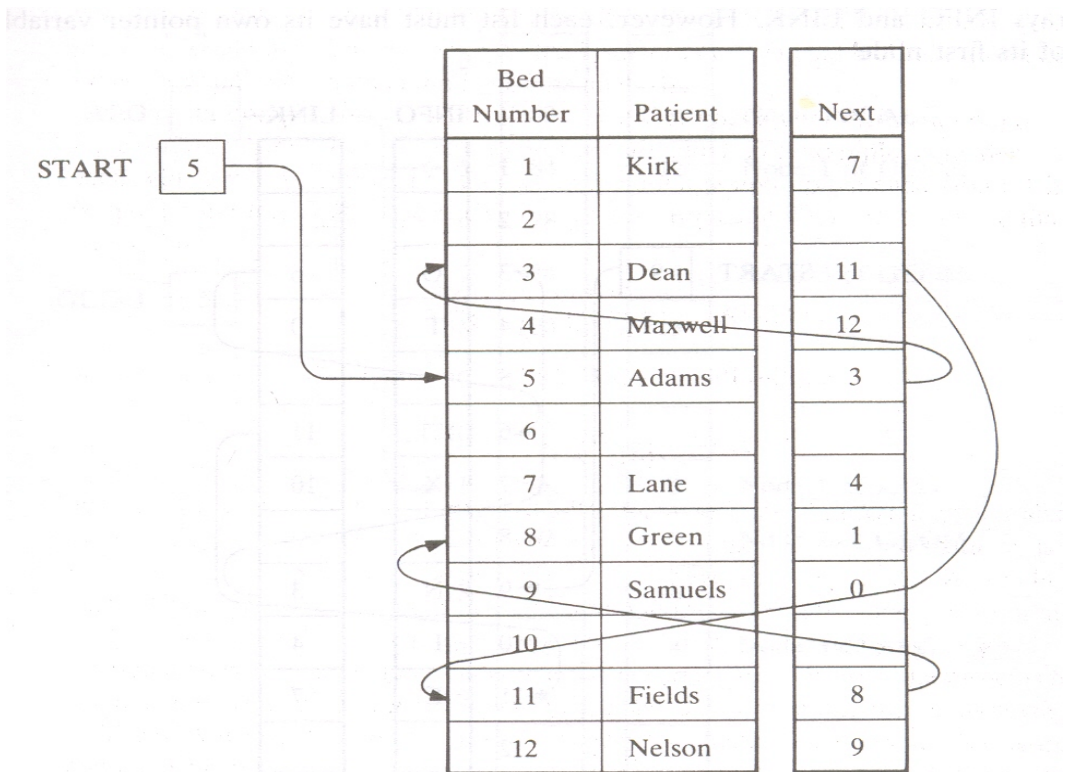 Bed
Number Patient Next
START 5
1 Kirk 7
2
3 Dean 11
4 Maxwell 12
5 Adams 3
6
7 Lane 4
8 Green 1
9 Samuels 0
10
11 Fields 8
12 Nelson 9